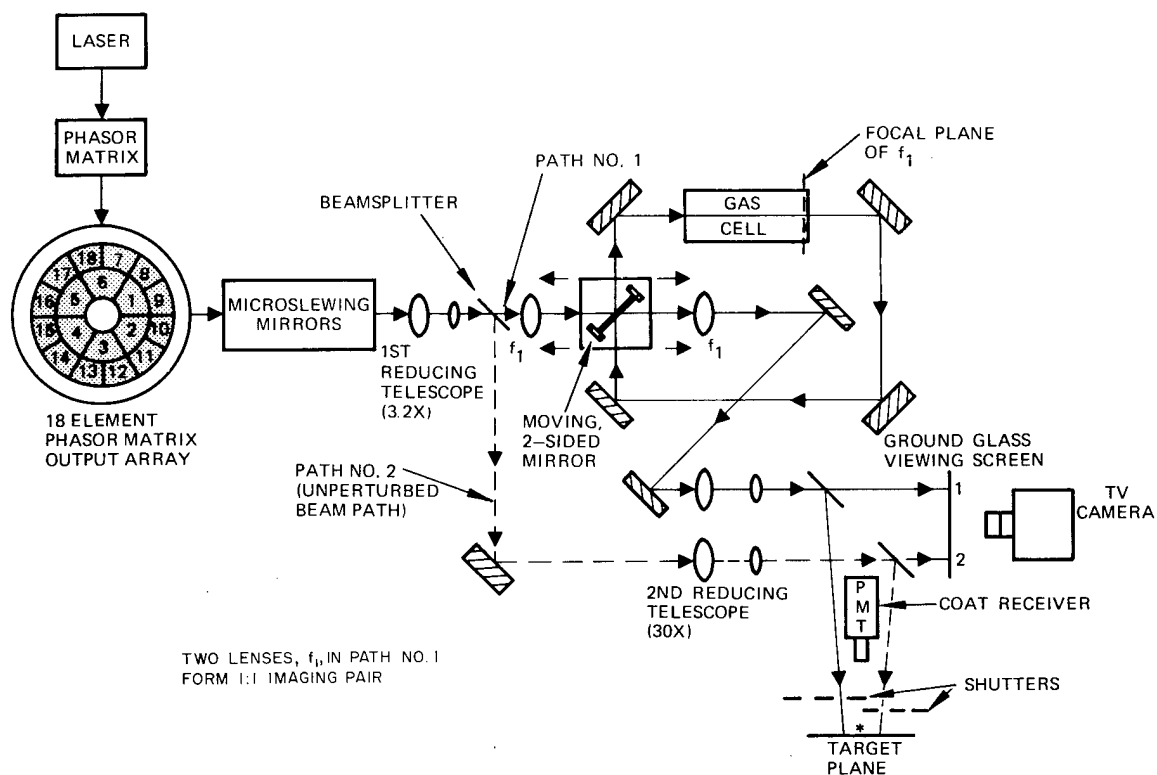 LASER
PHASOR
MATRIX
18
7
17
8
6
16
5
1
9
15
4
2
10
3
14
11
13
12
18 ELEMENT
PHASOR MATRIX
OUTPUT ARRAY
MICROSLEWING
MIRRORS
1ST
REDUCING
TELESCOPE
(3.2X)
BEAMSPLITTER
PATH NO. 1
f1
MOVING,
2-SIDED
MIRROR
f1
GAS
CELL
FOCAL PLANE
OF f1
PATH NO. 2
(UNPERTURBED
BEAM PATH)
2ND REDUCING
TELESCOPE
(30X)
GROUND GLASS
VIEWING SCREEN
1
2
TV
CAMERA
PMT
COAT RECEIVER
SHUTTERS
*
TARGET
PLANE
TWO LENSES, f1, IN PATH NO. 1
FORM 1:1 IMAGING PAIR